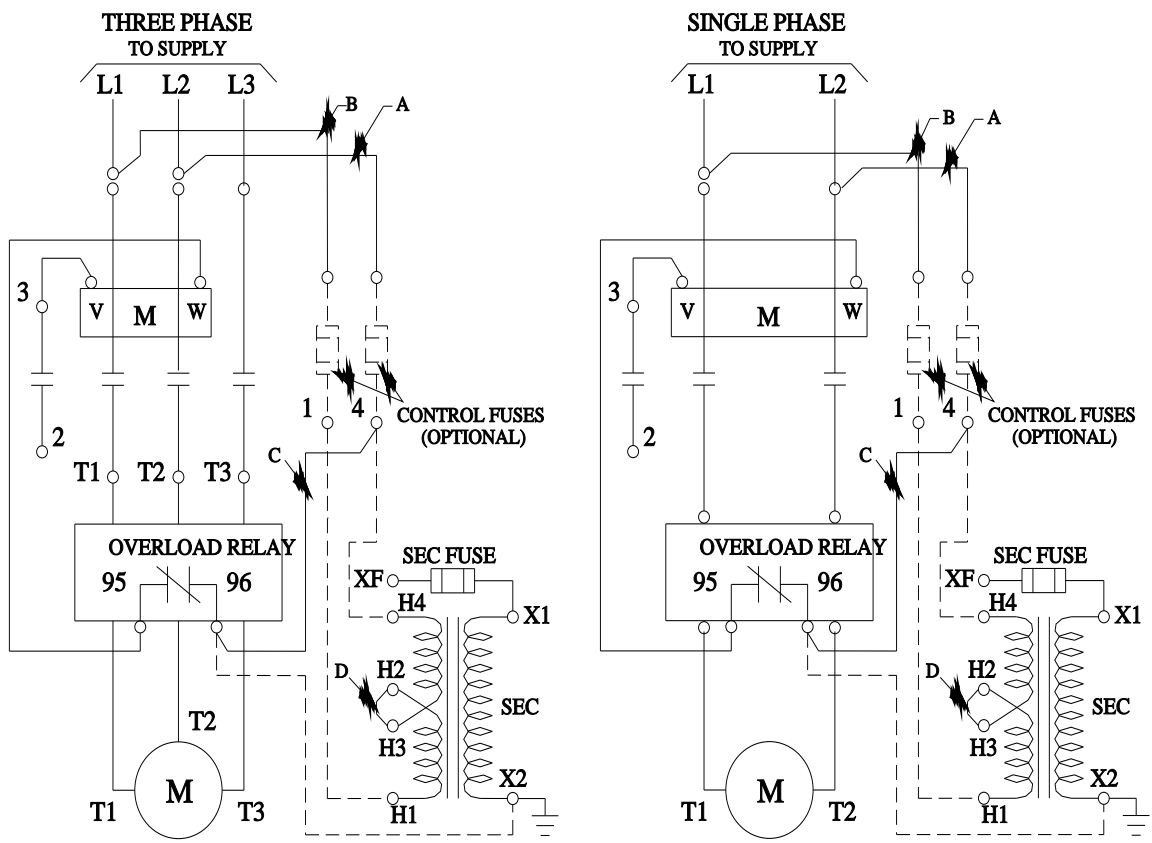 THREE PHASE
TO SUPPLY
L1 L2 L3
B A
3
V M W
1 4
CONTROL FUSES
(OPTIONAL)
2
C
T1 T2 T3
OVERLOAD RELAY
95 96
SEC FUSE
XF
H4 X1
D H2
SEC
H3
T2
X2
T1 M T3
H1
SINGLE PHASE
TO SUPPLY
L1 L2
B A
3
V M W
1 4
CONTROL FUSES
(OPTIONAL)
2
C
OVERLOAD RELAY
95 96
SEC FUSE
XF
H4 X1
D H2
SEC
H3
X2
T1 M T2
H1